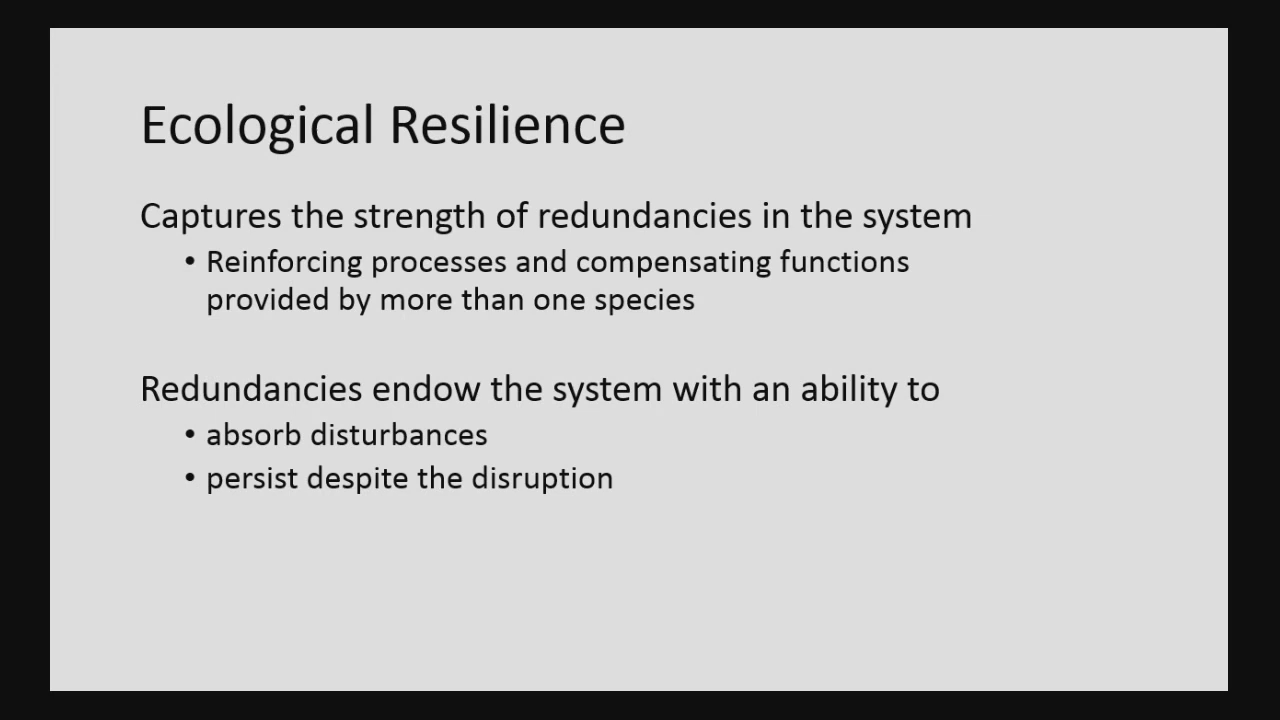 Ecological Resilience
Captures the strength of redundancies in the system
• Reinforcing processes and compensating functions
provided by more than one species
Redundancies endow the system with an ability to
• absorb disturbances
• persist despite the disruption